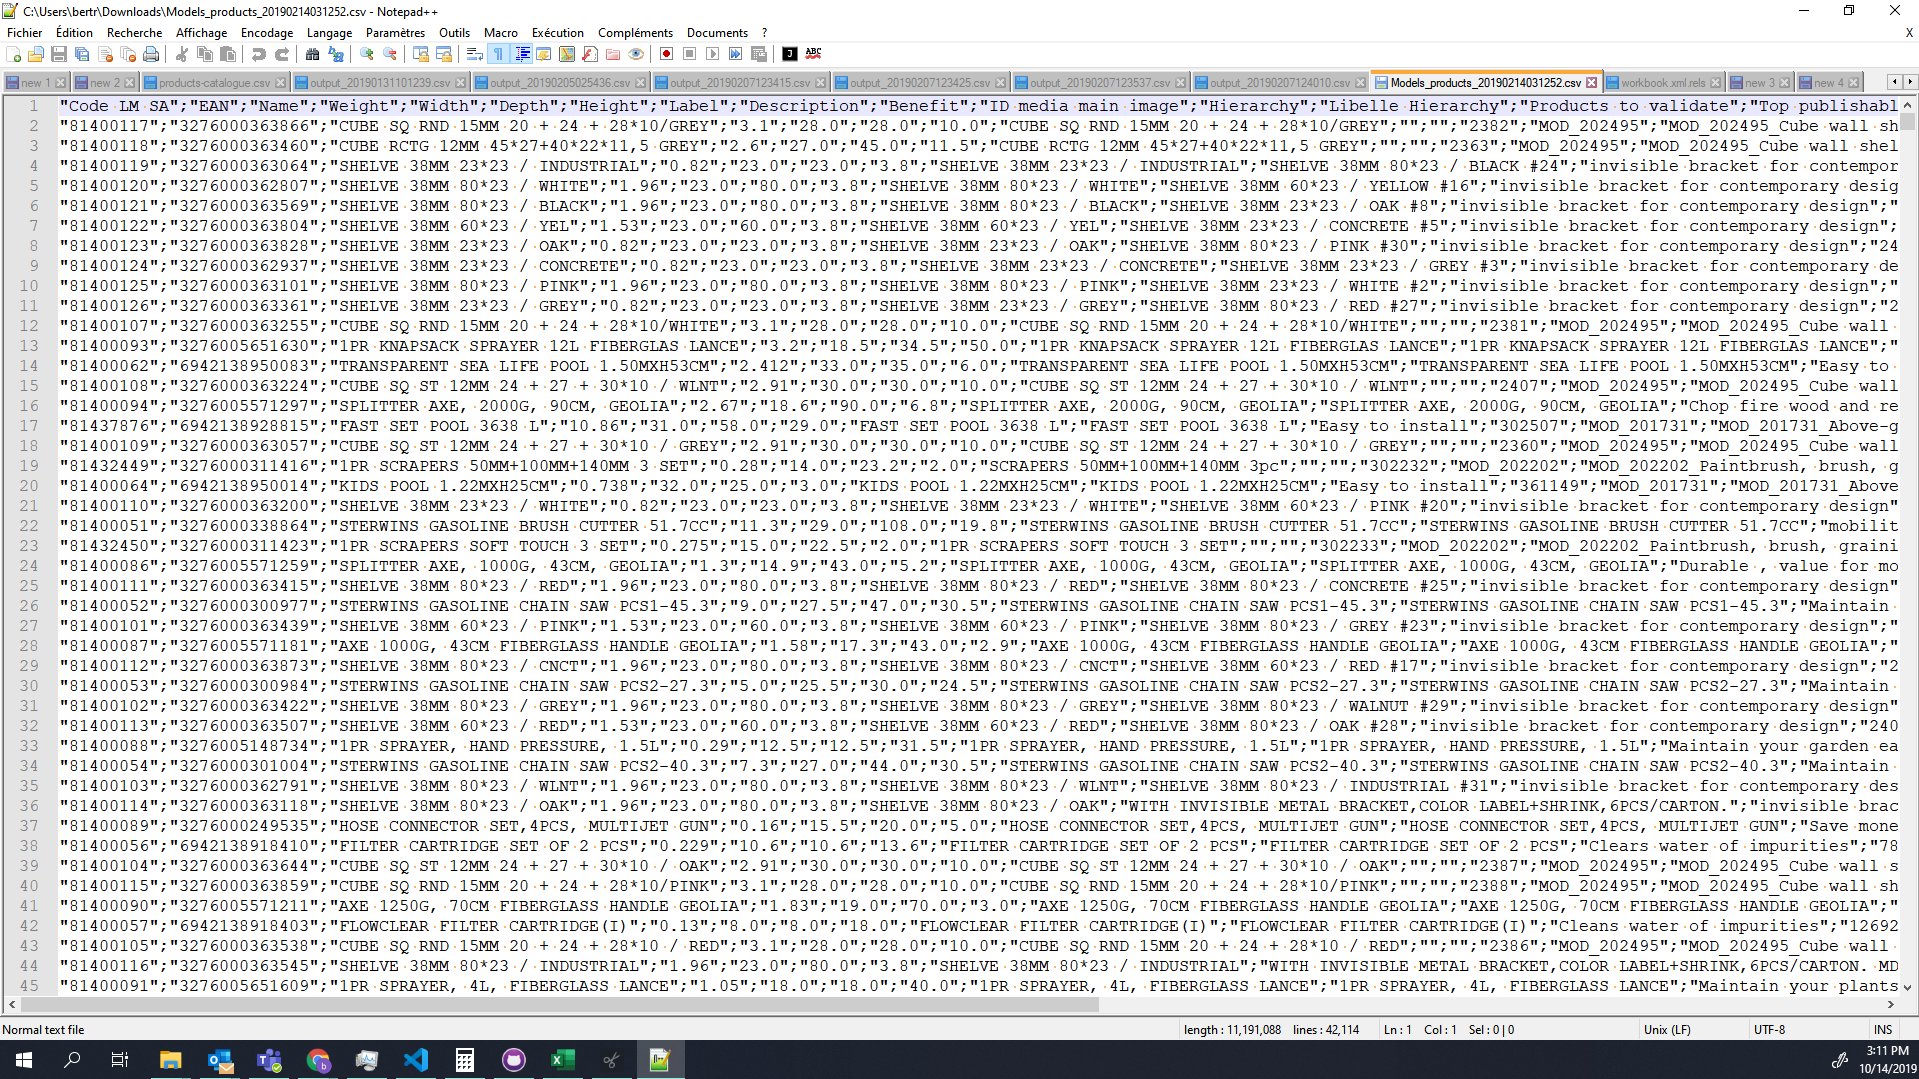 C:\Users\bertr\Downloads\Models_products_20190214031252.csv - Notepad++
Fichier Édition Recherche Affichage Encodage Langage Paramètres Outils Macro Exécution Compléments Documents ? X
new 1 new 2 products-catalogue.csv output_20190131101239.csv output_20190205025436.csv output_20190207123415.csv output_20190207123425.csv output_20190207123537.csv output_20190207124010.csv Models_products_20190214031252.csv workbook.xml.rels new 3 new 4
1 "Code LM SA";"EAN";"Name";"Weight";"Width";"Depth";"Height";"Label";"Description";"Benefit";"ID media main image";"Hierarchy";"Libelle Hierarchy";"Products to validate";"Top publishabl
2 "81400117";"3276000363866";"CUBE SQ RND 15MM 20 + 24 + 28*10/GREY";"3.1";"28.0";"28.0";"10.0";"CUBE SQ RND 15MM 20 + 24 + 28*10/GREY";"";"";"2382";"MOD_202495";"MOD_202495_Cube wall sh
3 "81400118";"3276000363460";"CUBE RCTG 12MM 45*27+40*22*11,5 GREY";"2.6";"27.0";"45.0";"11.5";"CUBE RCTG 12MM 45*27+40*22*11,5 GREY";"";"";"2363";"MOD_202495";"MOD_202495_Cube wall shel
4 "81400119";"3276000363064";"SHELVE 38MM 23*23 / INDUSTRIAL";"0.82";"23.0";"23.0";"3.8";"SHELVE 38MM 23*23 / INDUSTRIAL";"SHELVE 38MM 80*23 / BLACK #24";"invisible bracket for contempor
5 "81400120";"3276000362807";"SHELVE 38MM 80*23 / WHITE";"1.96";"23.0";"80.0";"3.8";"SHELVE 38MM 80*23 / WHITE";"SHELVE 38MM 60*23 / YELLOW #16";"invisible bracket for contemporary desig
6 "81400121";"3276000363569";"SHELVE 38MM 80*23 / BLACK";"1.96";"23.0";"80.0";"3.8";"SHELVE 38MM 80*23 / BLACK";"SHELVE 38MM 23*23 / OAK #8";"invisible bracket for contemporary design";"
7 "81400122";"3276000363804";"SHELVE 38MM 60*23 / YEL";"1.53";"23.0";"60.0";"3.8";"SHELVE 38MM 60*23 / YEL";"SHELVE 38MM 23*23 / CONCRETE #5";"invisible bracket for contemporary design";
8 "81400123";"3276000363828";"SHELVE 38MM 23*23 / OAK";"0.82";"23.0";"23.0";"3.8";"SHELVE 38MM 23*23 / OAK";"SHELVE 38MM 80*23 / PINK #30";"invisible bracket for contemporary design";"24
9 "81400124";"3276000362937";"SHELVE 38MM 23*23 / CONCRETE";"0.82";"23.0";"23.0";"3.8";"SHELVE 38MM 23*23 / CONCRETE";"SHELVE 38MM 23*23 / GREY #3";"invisible bracket for contemporary de
10 "81400125";"3276000363101";"SHELVE 38MM 80*23 / PINK";"1.96";"23.0";"80.0";"3.8";"SHELVE 38MM 80*23 / PINK";"SHELVE 38MM 23*23 / WHITE #2";"invisible bracket for contemporary design";
11 "81400126";"3276000363361";"SHELVE 38MM 23*23 / GREY";"0.82";"23.0";"23.0";"3.8";"SHELVE 38MM 23*23 / GREY";"SHELVE 38MM 80*23 / RED #27";"invisible bracket for contemporary design";"2
12 "81400107";"3276000363255";"CUBE SQ RND 15MM 20 + 24 + 28*10/WHITE";"3.1";"28.0";"28.0";"10.0";"CUBE SQ RND 15MM 20 + 24 + 28*10/WHITE";"";"";"2381";"MOD_202495";"MOD_202495_Cube wall
13 "81400093";"3276005651630";"1PR KNAPSACK SPRAYER 12L FIBERGLAS LANCE";"3.2";"18.5";"34.5";"50.0";"1PR KNAPSACK SPRAYER 12L FIBERGLAS LANCE";"1PR KNAPSACK SPRAYER 12L FIBERGLAS LANCE";"
14 "81400062";"6942138950083";"TRANSPARENT SEA LIFE POOL 1.50MXH53CM";"2.412";"33.0";"35.0";"6.0";"TRANSPARENT SEA LIFE POOL 1.50MXH53CM";"TRANSPARENT SEA LIFE POOL 1.50MXH53CM";"Easy to
15 "81400108";"3276000363224";"CUBE SQ ST 12MM 24 + 27 + 30*10 / WLNT";"2.91";"30.0";"30.0";"10.0";"CUBE SQ ST 12MM 24 + 27 + 30*10 / WLNT";"";"";"2407";"MOD_202495";"MOD_202495_Cube wall
16 "81400094";"3276005571297";"SPLITTER AXE, 2000G, 90CM, GEOLIA";"2.67";"18.6";"90.0";"6.8";"SPLITTER AXE, 2000G, 90CM, GEOLIA";"SPLITTER AXE, 2000G, 90CM, GEOLIA";"Chop fire wood and re
17 "81437876";"6942138928815";"FAST SET POOL 3638 L";"10.86";"31.0";"58.0";"29.0";"FAST SET POOL 3638 L";"FAST SET POOL 3638 L";"Easy to install";"302507";"MOD_201731";"MOD_201731_Above-g
18 "81400109";"3276000363057";"CUBE SQ ST 12MM 24 + 27 + 30*10 / GREY";"2.91";"30.0";"30.0";"10.0";"CUBE SQ ST 12MM 24 + 27 + 30*10 / GREY";"";"";"2360";"MOD_202495";"MOD_202495_Cube wall
19 "81432449";"3276000311416";"1PR SCRAPERS 50MM+100MM+140MM 3 SET";"0.28";"14.0";"23.2";"2.0";"SCRAPERS 50MM+100MM+140MM 3pc";"";"";"302232";"MOD_202202";"MOD_202202_Paintbrush, brush, g
20 "81400064";"6942138950014";"KIDS POOL 1.22MXH25CM";"0.738";"32.0";"25.0";"3.0";"KIDS POOL 1.22MXH25CM";"KIDS POOL 1.22MXH25CM";"Easy to install";"361149";"MOD_201731";"MOD_201731_Above
21 "81400110";"3276000363200";"SHELVE 38MM 23*23 / WHITE";"0.82";"23.0";"23.0";"3.8";"SHELVE 38MM 23*23 / WHITE";"SHELVE 38MM 60*23 / PINK #20";"invisible bracket for contemporary design"
22 "81400051";"3276000338864";"STERWINS GASOLINE BRUSH CUTTER 51.7CC";"11.3";"29.0";"108.0";"19.8";"STERWINS GASOLINE BRUSH CUTTER 51.7CC";"STERWINS GASOLINE BRUSH CUTTER 51.7CC";"mobilit
23 "81432450";"3276000311423";"1PR SCRAPERS SOFT TOUCH 3 SET";"0.275";"15.0";"22.5";"2.0";"1PR SCRAPERS SOFT TOUCH 3 SET";"";"";"302233";"MOD_202202";"MOD_202202_Paintbrush, brush, graini
24 "81400086";"3276005571259";"SPLITTER AXE, 1000G, 43CM, GEOLIA";"1.3";"14.9";"43.0";"5.2";"SPLITTER AXE, 1000G, 43CM, GEOLIA";"SPLITTER AXE, 1000G, 43CM, GEOLIA";"Durable , value for mo
25 "81400111";"3276000363415";"SHELVE 38MM 80*23 / RED";"1.96";"23.0";"80.0";"3.8";"SHELVE 38MM 80*23 / RED";"SHELVE 38MM 80*23 / CONCRETE #25";"invisible bracket for contemporary design"
26 "81400052";"3276000300977";"STERWINS GASOLINE CHAIN SAW PCS1-45.3";"9.0";"27.5";"47.0";"30.5";"STERWINS GASOLINE CHAIN SAW PCS1-45.3";"STERWINS GASOLINE CHAIN SAW PCS1-45.3";"Maintain
27 "81400101";"3276000363439";"SHELVE 38MM 60*23 / PINK";"1.53";"23.0";"60.0";"3.8";"SHELVE 38MM 60*23 / PINK";"SHELVE 38MM 80*23 / GREY #23";"invisible bracket for contemporary design";"
28 "81400087";"3276005571181";"AXE 1000G, 43CM FIBERGLASS HANDLE GEOLIA";"1.58";"17.3";"43.0";"2.9";"AXE 1000G, 43CM FIBERGLASS HANDLE GEOLIA";"AXE 1000G, 43CM FIBERGLASS HANDLE GEOLIA";"
29 "81400112";"3276000363873";"SHELVE 38MM 80*23 / CNCT";"1.96";"23.0";"80.0";"3.8";"SHELVE 38MM 80*23 / CNCT";"SHELVE 38MM 60*23 / RED #17";"invisible bracket for contemporary design";"2
30 "81400053";"3276000300984";"STERWINS GASOLINE CHAIN SAW PCS2-27.3";"5.0";"25.5";"30.0";"24.5";"STERWINS GASOLINE CHAIN SAW PCS2-27.3";"STERWINS GASOLINE CHAIN SAW PCS2-27.3";"Maintain
31 "81400102";"3276000363422";"SHELVE 38MM 80*23 / GREY";"1.96";"23.0";"80.0";"3.8";"SHELVE 38MM 80*23 / GREY";"SHELVE 38MM 80*23 / WALNUT #29";"invisible bracket for contemporary design"
32 "81400113";"3276000363507";"SHELVE 38MM 60*23 / RED";"1.53";"23.0";"60.0";"3.8";"SHELVE 38MM 60*23 / RED";"SHELVE 38MM 80*23 / OAK #28";"invisible bracket for contemporary design";"240
33 "81400088";"3276005148734";"1PR SPRAYER, HAND PRESSURE, 1.5L";"0.29";"12.5";"12.5";"31.5";"1PR SPRAYER, HAND PRESSURE, 1.5L";"1PR SPRAYER, HAND PRESSURE, 1.5L";"Maintain your garden ea
34 "81400054";"3276000301004";"STERWINS GASOLINE CHAIN SAW PCS2-40.3";"7.3";"27.0";"44.0";"30.5";"STERWINS GASOLINE CHAIN SAW PCS2-40.3";"STERWINS GASOLINE CHAIN SAW PCS2-40.3";"Maintain
35 "81400103";"3276000362791";"SHELVE 38MM 80*23 / WLNT";"1.96";"23.0";"80.0";"3.8";"SHELVE 38MM 80*23 / WLNT";"SHELVE 38MM 80*23 / INDUSTRIAL #31";"invisible bracket for contemporary des
36 "81400114";"3276000363118";"SHELVE 38MM 80*23 / OAK";"1.96";"23.0";"80.0";"3.8";"SHELVE 38MM 80*23 / OAK";"WITH INVISIBLE METAL BRACKET,COLOR LABEL+SHRINK,6PCS/CARTON.";"invisible brac
37 "81400089";"3276000249535";"HOSE CONNECTOR SET,4PCS, MULTIJET GUN";"0.16";"15.5";"20.0";"5.0";"HOSE CONNECTOR SET,4PCS, MULTIJET GUN";"HOSE CONNECTOR SET,4PCS, MULTIJET GUN";"Save mone
38 "81400056";"6942138918410";"FILTER CARTRIDGE SET OF 2 PCS";"0.229";"10.6";"10.6";"13.6";"FILTER CARTRIDGE SET OF 2 PCS";"FILTER CARTRIDGE SET OF 2 PCS";"Clears water of impurities";"78
39 "81400104";"3276000363644";"CUBE SQ ST 12MM 24 + 27 + 30*10 / OAK";"2.91";"30.0";"30.0";"10.0";"CUBE SQ ST 12MM 24 + 27 + 30*10 / OAK";"";"";"2387";"MOD_202495";"MOD_202495_Cube wall s
40 "81400115";"3276000363859";"CUBE SQ RND 15MM 20 + 24 + 28*10/PINK";"3.1";"28.0";"28.0";"10.0";"CUBE SQ RND 15MM 20 + 24 + 28*10/PINK";"";"";"2388";"MOD_202495";"MOD_202495_Cube wall sh
41 "81400090";"3276005571211";"AXE 1250G, 70CM FIBERGLASS HANDLE GEOLIA";"1.83";"19.0";"70.0";"3.0";"AXE 1250G, 70CM FIBERGLASS HANDLE GEOLIA";"AXE 1250G, 70CM FIBERGLASS HANDLE GEOLIA";"
42 "81400057";"6942138918403";"FLOWCLEAR FILTER CARTRIDGE(I)";"0.13";"8.0";"8.0";"18.0";"FLOWCLEAR FILTER CARTRIDGE(I)";"FLOWCLEAR FILTER CARTRIDGE(I)";"Cleans water of impurities";"12692
43 "81400105";"3276000363538";"CUBE SQ RND 15MM 20 + 24 + 28*10 / RED";"3.1";"28.0";"28.0";"10.0";"CUBE SQ RND 15MM 20 + 24 + 28*10 / RED";"";"";"2386";"MOD_202495";"MOD_202495_Cube wall
44 "81400116";"3276000363545";"SHELVE 38MM 80*23 / INDUSTRIAL";"1.96";"23.0";"80.0";"3.8";"SHELVE 38MM 80*23 / INDUSTRIAL";"WITH INVISIBLE METAL BRACKET,COLOR LABEL+SHRINK,6PCS/CARTON. MD
45 "81400091";"3276005651609";"1PR SPRAYER, 4L, FIBERGLASS LANCE";"1.05";"18.0";"18.0";"40.0";"1PR SPRAYER, 4L, FIBERGLASS LANCE";"1PR SPRAYER, 4L, FIBERGLASS LANCE";"Maintain your plants
Normal text file length : 11,191,088 lines : 42,114 Ln : 1 Col : 1 Sel : 0 | 0 Unix (LF) UTF-8 INS
3:11 PM
10/14/2019